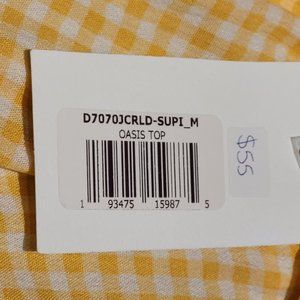 D7070JCRLD-SUPI_M
OASIS TOP
1 93475 15987 5
$55